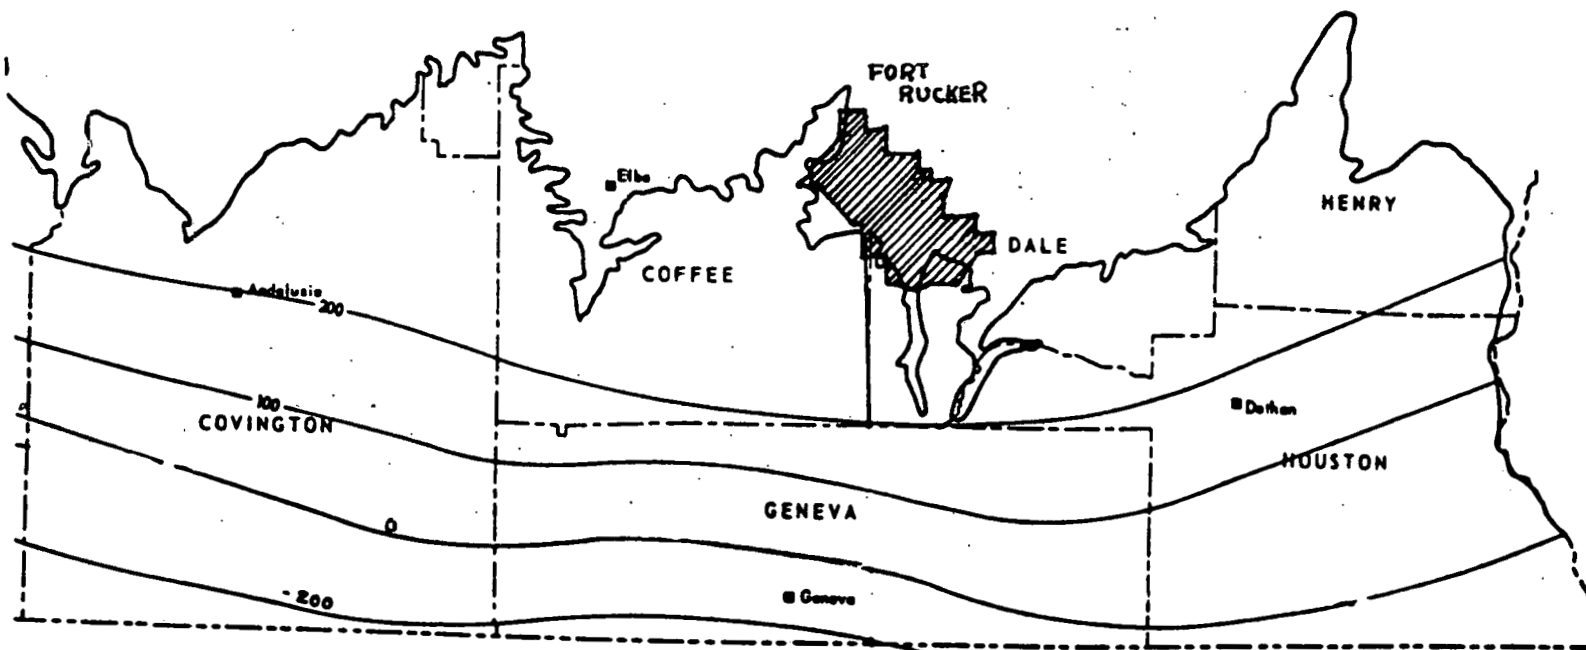 FORT
RUCKER
Elba
HENRY
DALE
COFFEE
Andalusia
200
100
COVINGTON
Dothan
HOUSTON
GENEVA
0
-200
Geneva